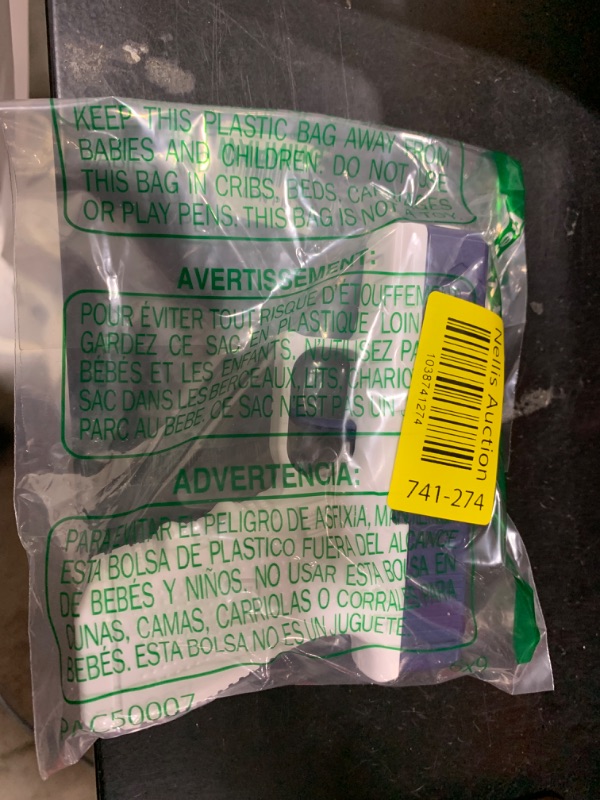 KEEP THIS PLASTIC BAG AWAY FROM
BABIES AND CHILDREN. DO NOT USE
THIS BAG IN CRIBS, BEDS,
OR PLAY PENS. THIS BAG IS NOT A TOY
AVERTISSEMENT:
POUR ÉVITER TOUT RISQUE D'ÉTOUFFEM
GARDEZ CE SAC EN PLASTIQUE LOIN
BÉBÉS ET LES ENFANTS. N'UTILISEZ PA
SAC DANS LES BERCEAUX, LITS, CHARIO
PARC AU BÉBÉ. CE SAC N'EST PAS UN
ADVERTENCIA:
PARA EVITAR EL PELIGRO DE ASFIXIA,
ESTA BOLSA DE PLASTICO FUERA DEL ALCANCE
DE BEBÉS Y NIÑOS. NO USAR ESTA BOLSA EN
CUNAS, CAMAS, CARRIOLAS O CORRALES PARA
BEBÉS. ESTA BOLSA NO ES UN JUGUETE
PAC50007
Nellis Auction
1038741274
741-274